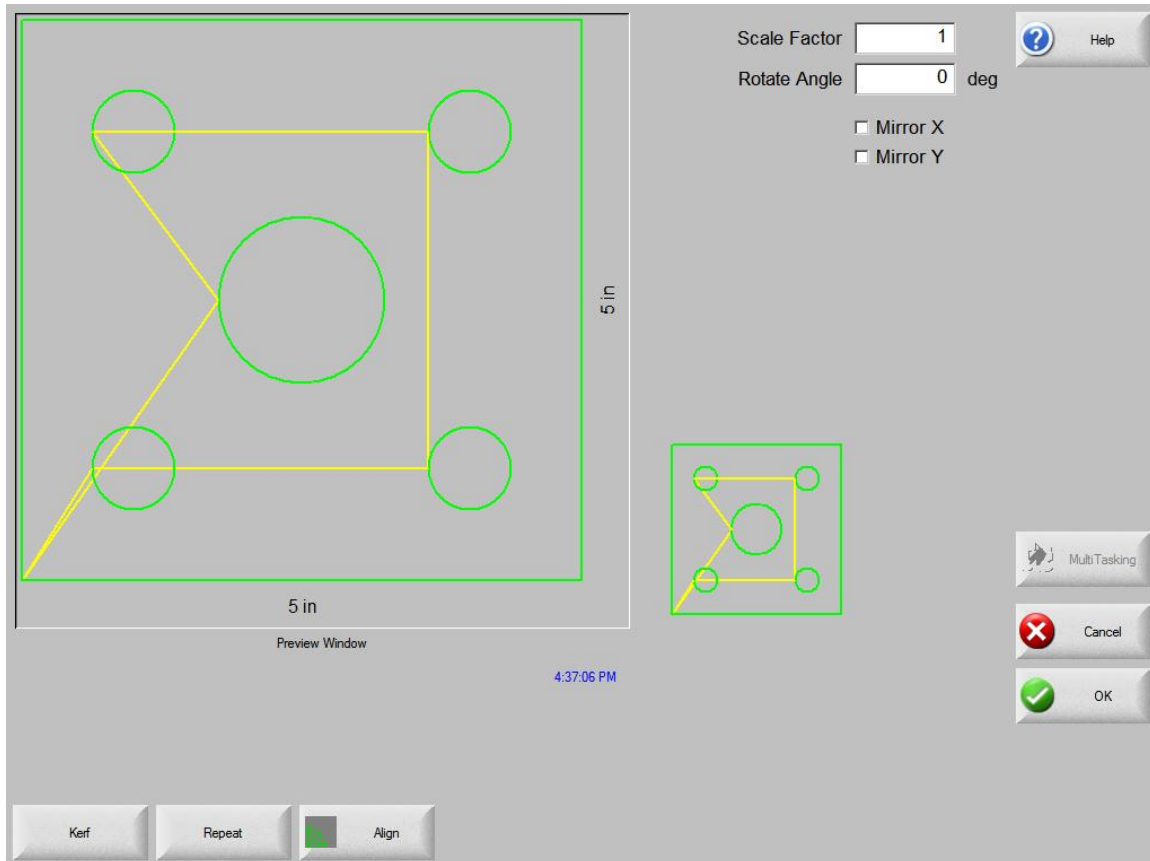 Scale Factor 1
Help
Rotate Angle 0 deg
Mirror X
Mirror Y
5 in
5 in
Preview Window
4:37:06 PM
MultiTasking
Cancel
OK
Kerf
Repeat
Align